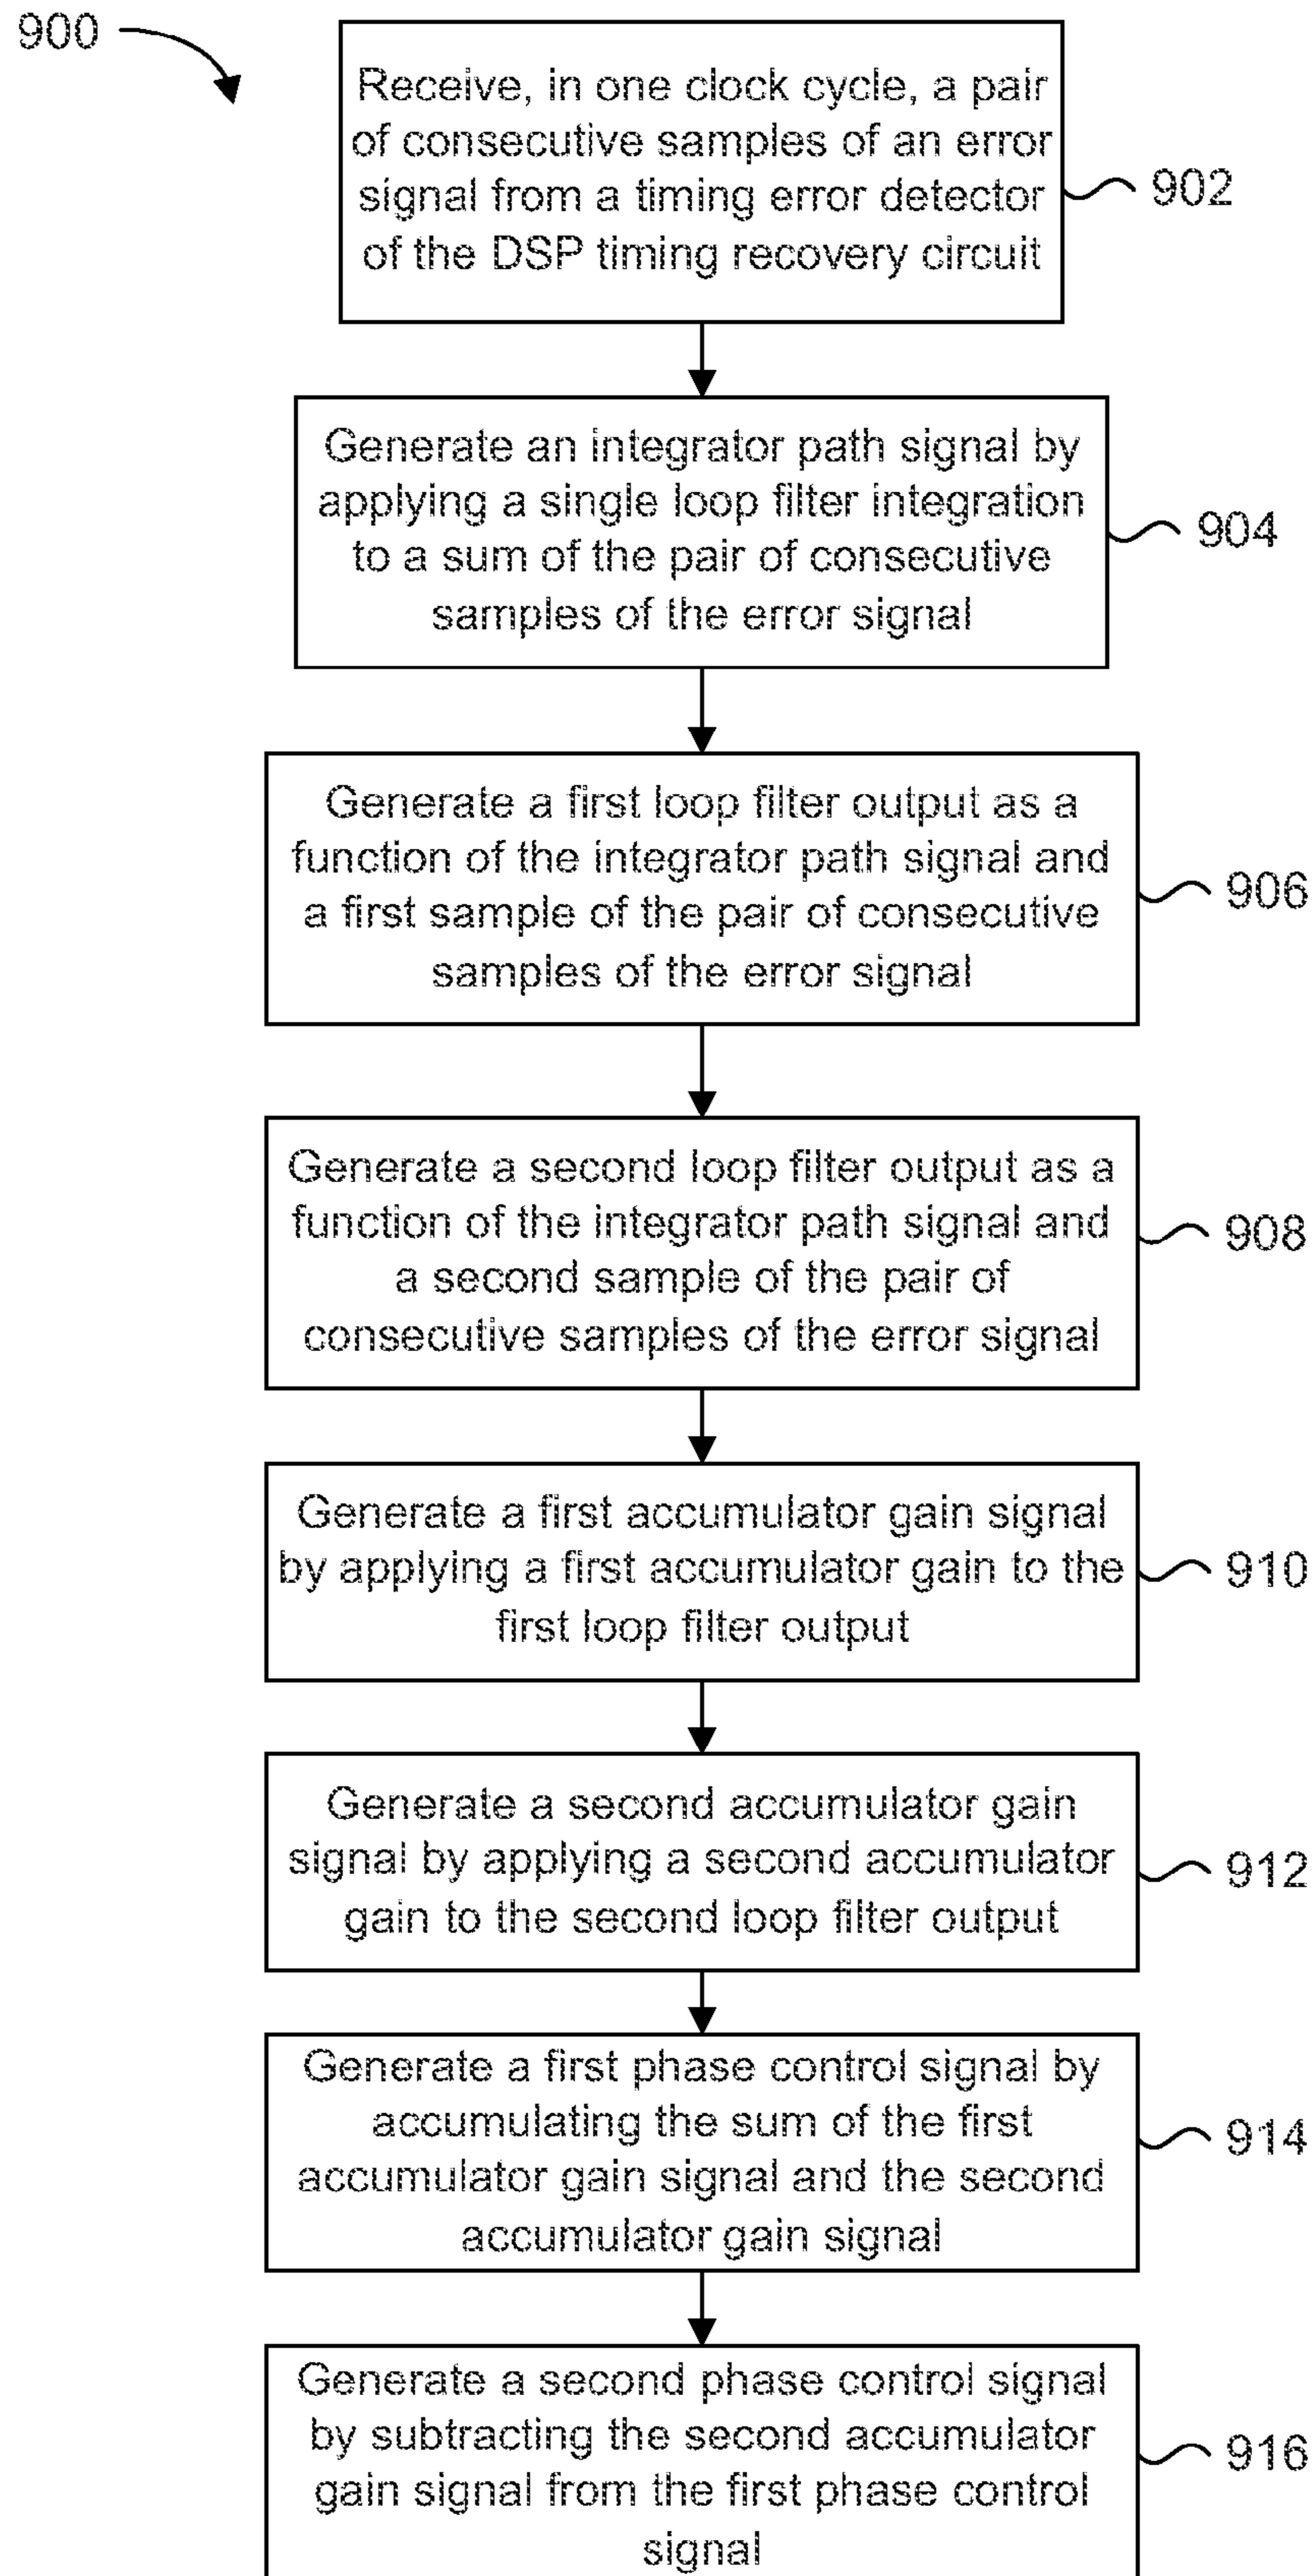 900
Receive, in one clock cycle, a pair
of consecutive samples of an error
signal from a timing error detector
of the DSP timing recovery circuit
902
Generate an integrator path signal by
applying a single loop filter integration
to a sum of the pair of consecutive
samples of the error signal
904
Generate a first loop filter output as a
function of the integrator path signal and
a first sample of the pair of consecutive
samples of the error signal
906
Generate a second loop filter output as a
function of the integrator path signal and
a second sample of the pair of
consecutive samples of the error signal
908
Generate a first accumulator gain signal
by applying a first accumulator gain to the
first loop filter output
910
Generate a second accumulator gain
signal by applying a second accumulator
gain to the second loop filter output
912
Generate a first phase control signal by
accumulating the sum of the first
accumulator gain signal and the second
accumulator gain signal
914
Generate a second phase control signal
by subtracting the second accumulator
gain signal from the first phase control
signal
916